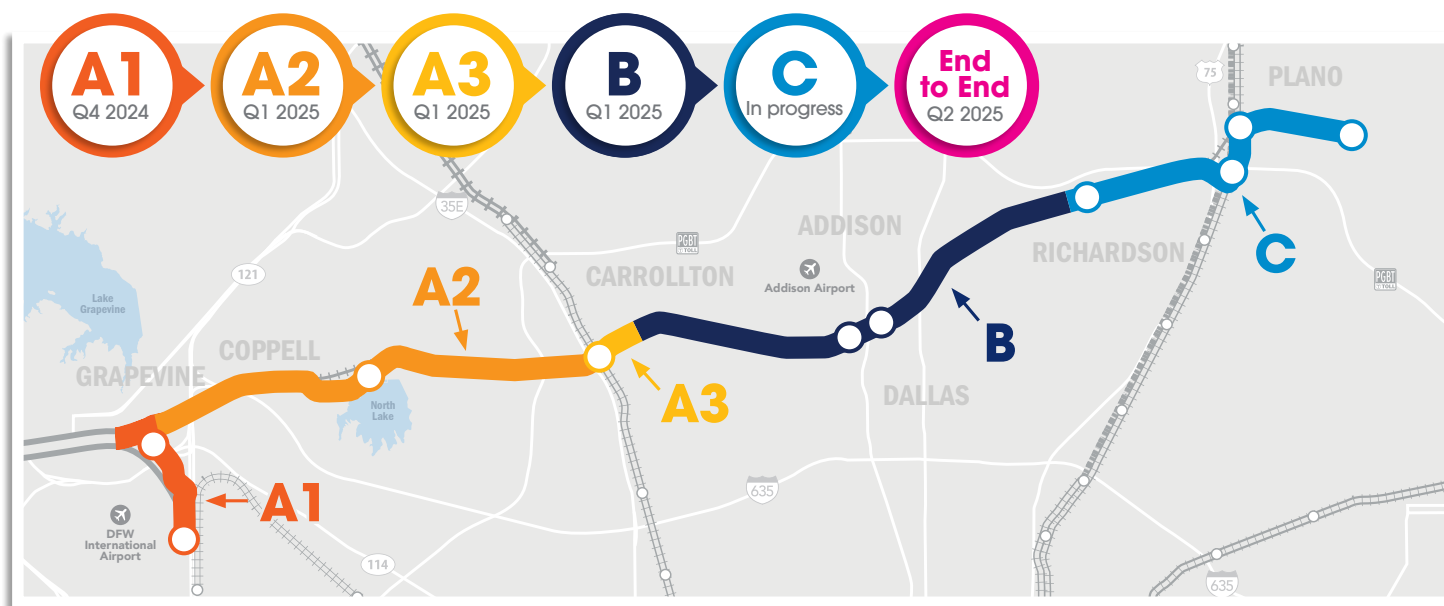 A1
Q4 2024
A2
Q1 2025
A3
Q1 2025
B
Q1 2025
C
In progress
End
to End
Q2 2025
75
PLANO
35E
ADDISON
PGBT
TOLL
RICHARDSON
C
CARROLLTON
Addison Airport
121
A2
PGBT
TOLL
Lake
Grapevine
B
COPPELL
GRAPEVINE
A3
DALLAS
North
Lake
635
A1
DFW
International
Airport
114
635